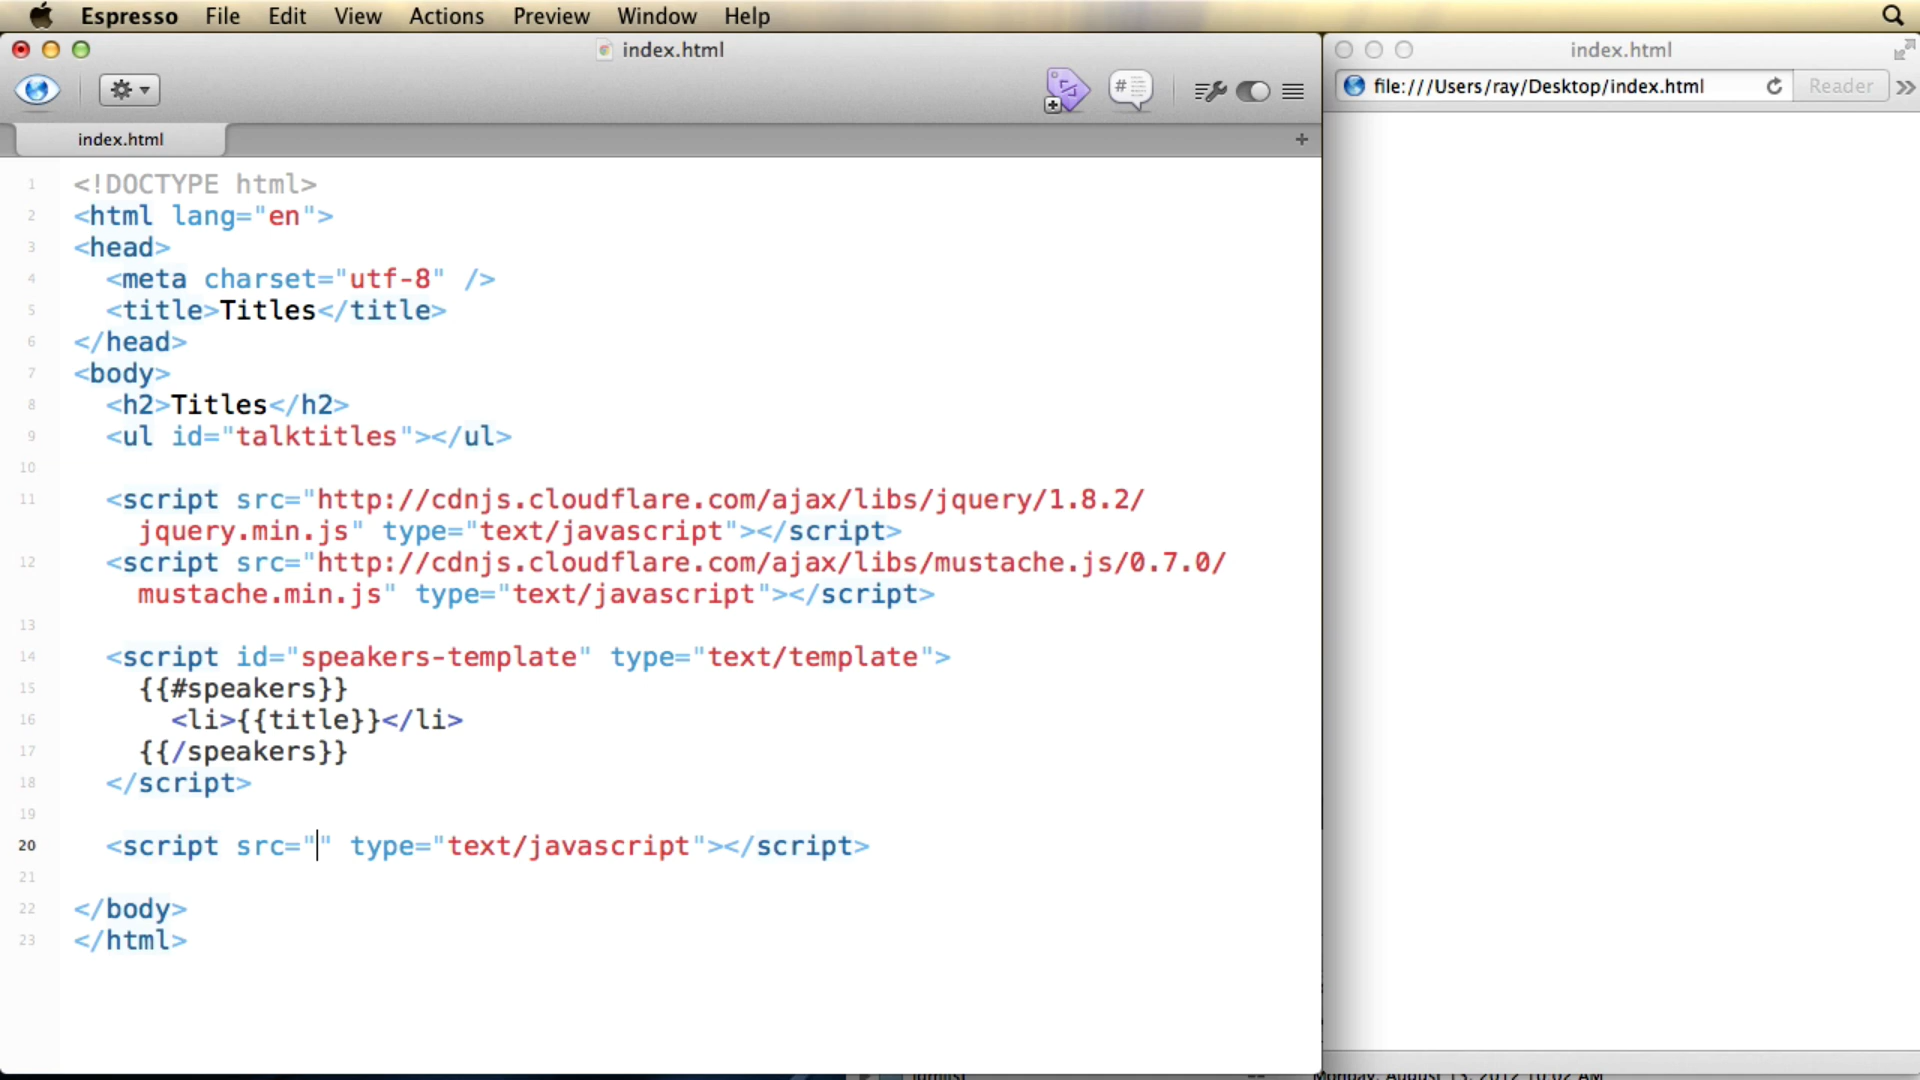 Espresso File Edit View Actions Preview Window Help
index.html
index.html
1 <!DOCTYPE html>
2 <html lang="en">
3 <head>
4 <meta charset="utf-8" />
5 <title>Titles</title>
6 </head>
7 <body>
8 <h2>Titles</h2>
9 <ul id="talktitles"></ul>
10
11 <script src="http://cdnjs.cloudflare.com/ajax/libs/jquery/1.8.2/
jquery.min.js" type="text/javascript"></script>
12 <script src="http://cdnjs.cloudflare.com/ajax/libs/mustache.js/0.7.0/
mustache.min.js" type="text/javascript"></script>
13
14 <script id="speakers-template" type="text/template">
15 {{#speakers}}
16 <li>{{title}}</li>
17 {{/speakers}}
18 </script>
19
20 <script src="" type="text/javascript"></script>
21
22 </body>
23 </html>
index.html
file:///Users/ray/Desktop/index.html Reader